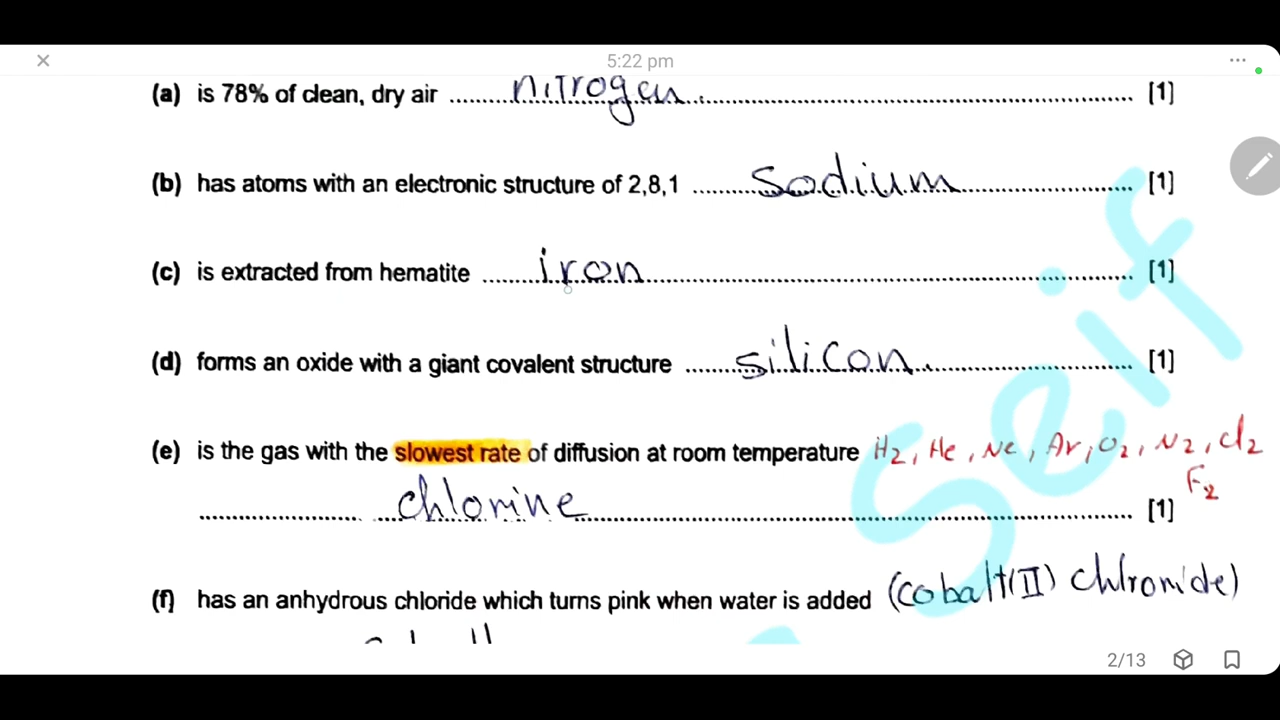 5:22 pm
(a) is 78% of clean, dry air ........nitrogen........ [1]
(b) has atoms with an electronic structure of 2,8,1 ........sodium........ [1]
(c) is extracted from hematite ........iron........ [1]
(d) forms an oxide with a giant covalent structure ........silicon........ [1]
(e) is the gas with the slowest rate of diffusion at room temperature H₂, He, Ne, Ar, O₂, N₂, Cl₂
F₂
........chlorine........ [1]
(f) has an anhydrous chloride which turns pink when water is added (cobalt(II) chlromide)
Seif
2/13